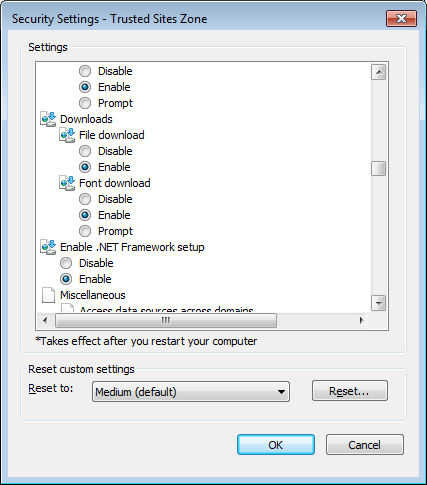 Security Settings - Trusted Sites Zone
Settings
Disable
Enable
Prompt
Downloads
File download
Disable
Enable
Font download
Disable
Enable
Prompt
Enable .NET Framework setup
Disable
Enable
Miscellaneous
Access data sources across domains
*Takes effect after you restart your computer
Reset custom settings
Reset to:
Medium (default)
Reset...
OK
Cancel